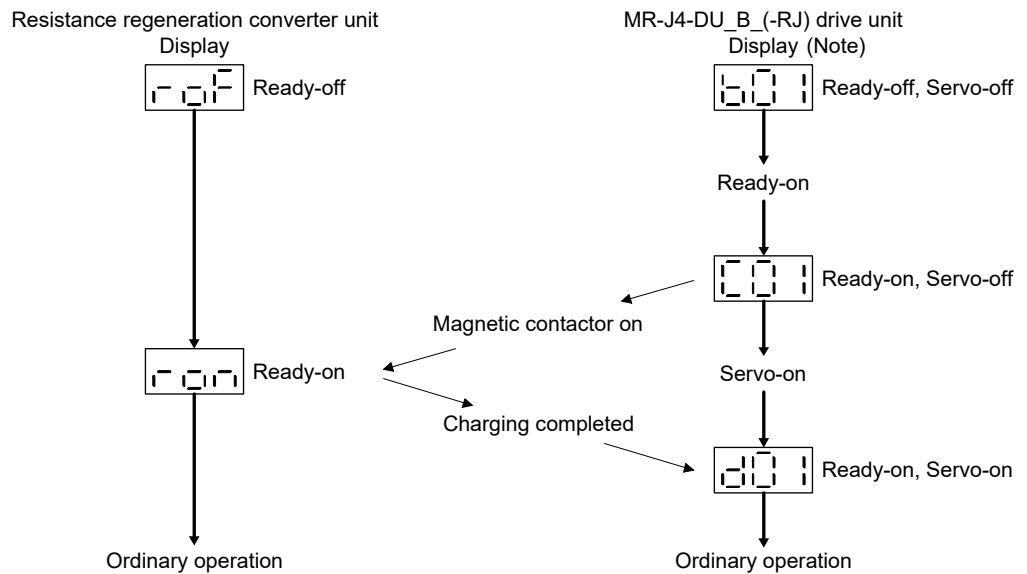 Resistance regeneration converter unit
Display
roF
Ready-off
MR-J4-DU_B_(-RJ) drive unit
Display (Note)
b01
Ready-off, Servo-off
Ready-on
C01
Ready-on, Servo-off
Magnetic contactor on
ron
Ready-on
Servo-on
Charging completed
d01
Ready-on, Servo-on
Ordinary operation
Ordinary operation